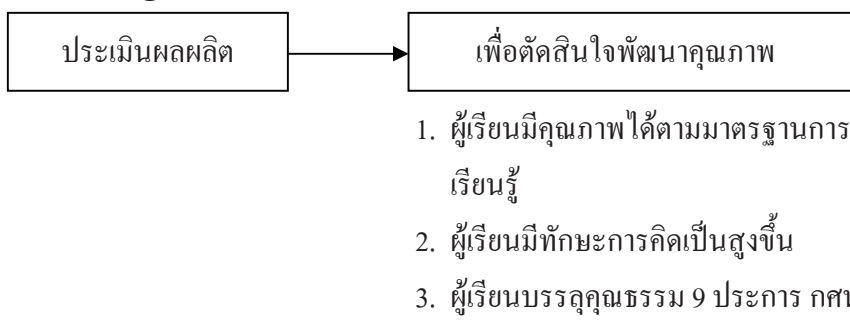 ประเมินผลผลิต
เพื่อตัดสินใจพัฒนาคุณภาพ
1. ผู้เรียนมีคุณภาพได้ตามมาตรฐานการ
เรียนรู้
2. ผู้เรียนมีทักษะการคิดเป็นสูงขึ้น
3. ผู้เรียนบรรลุคุณธรรม 9 ประการ